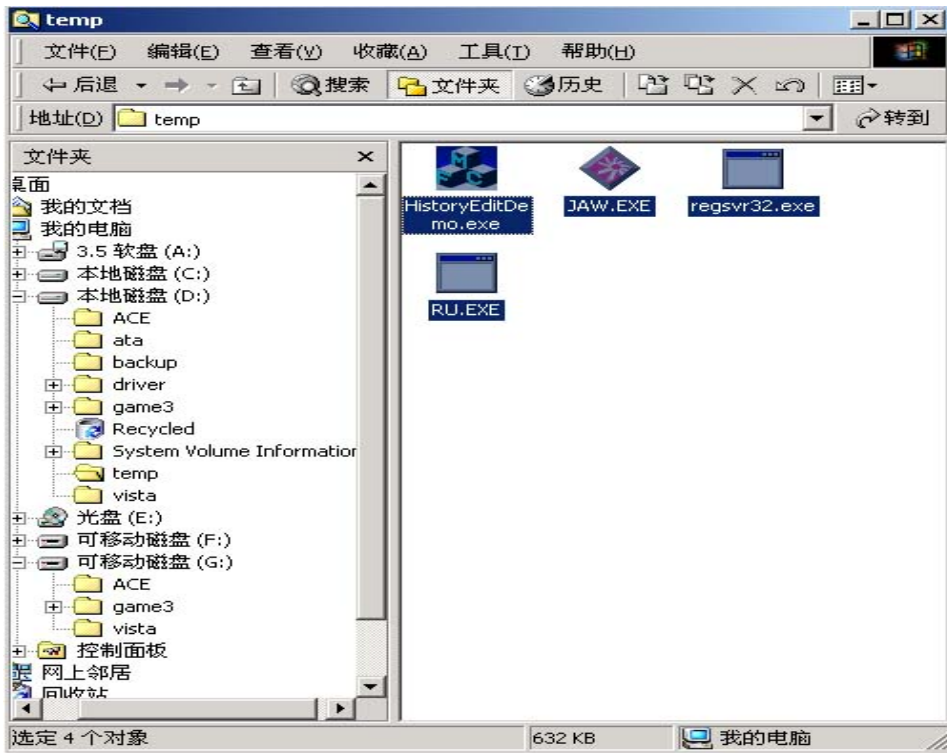 temp
文件(F) 编辑(E) 查看(V) 收藏(A) 工具(T) 帮助(H)
后退 搜索 文件夹 历史
地址(D) temp 转到
文件夹
桌面
我的文档
我的电脑
3.5 软盘 (A:)
本地磁盘 (C:)
本地磁盘 (D:)
ACE
ata
backup
driver
game3
Recycled
System Volume Information
temp
vista
光盘 (E:)
可移动磁盘 (F:)
可移动磁盘 (G:)
ACE
game3
vista
控制面板
网上邻居
回收站
HistoryEditDe
mo.exe
JAW.EXE
regsvr32.exe
RU.EXE
选定 4 个对象 632 KB 我的电脑